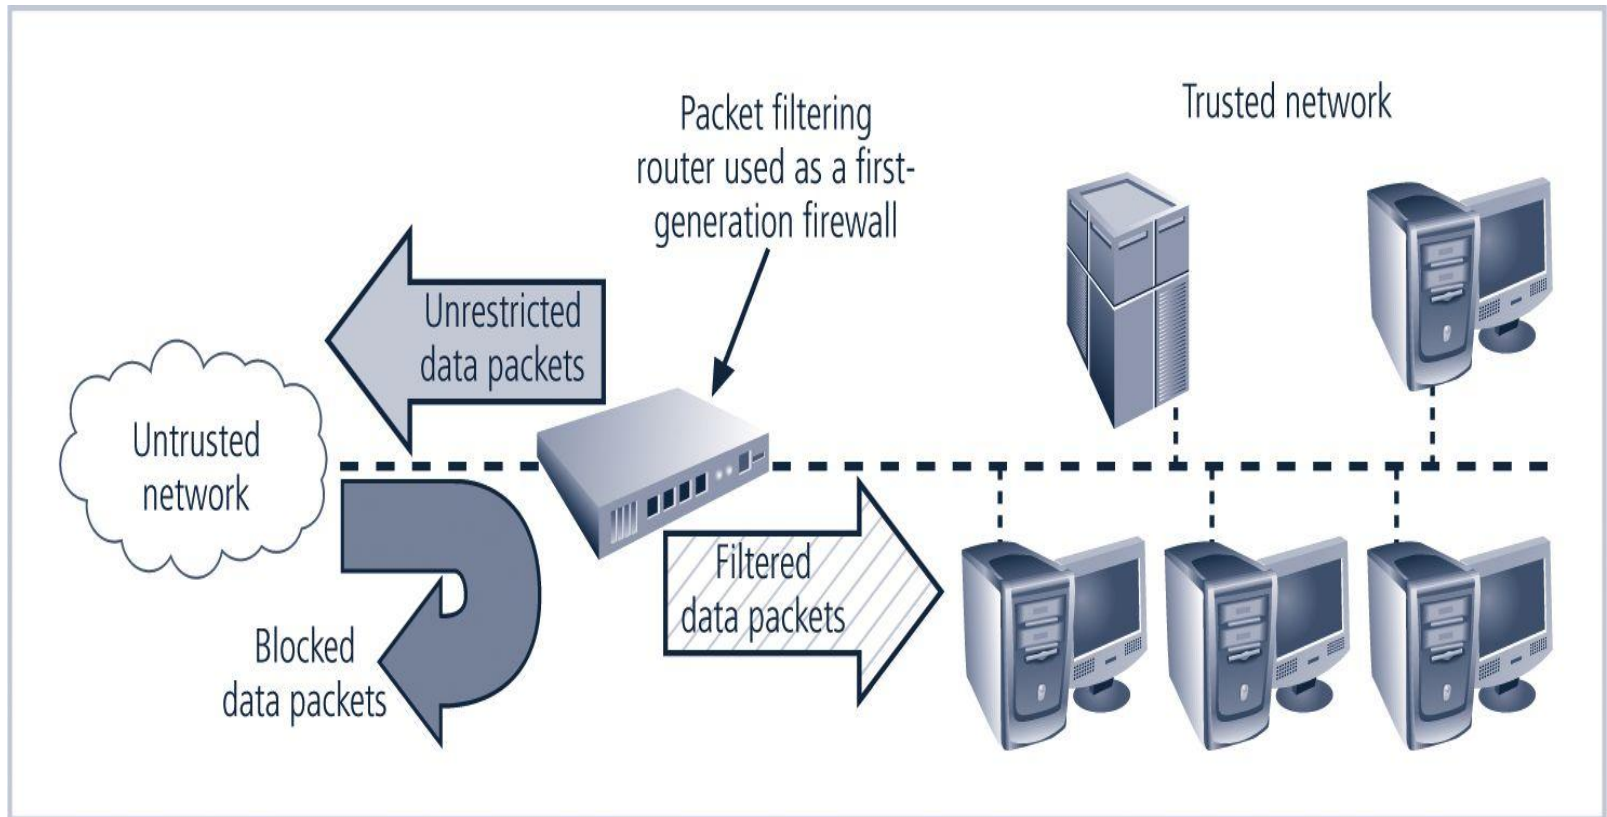 Packet filtering
router used as a first-
generation firewall
Trusted network
Unrestricted
data packets
Untrusted
network
Filtered
data packets
Blocked
data packets